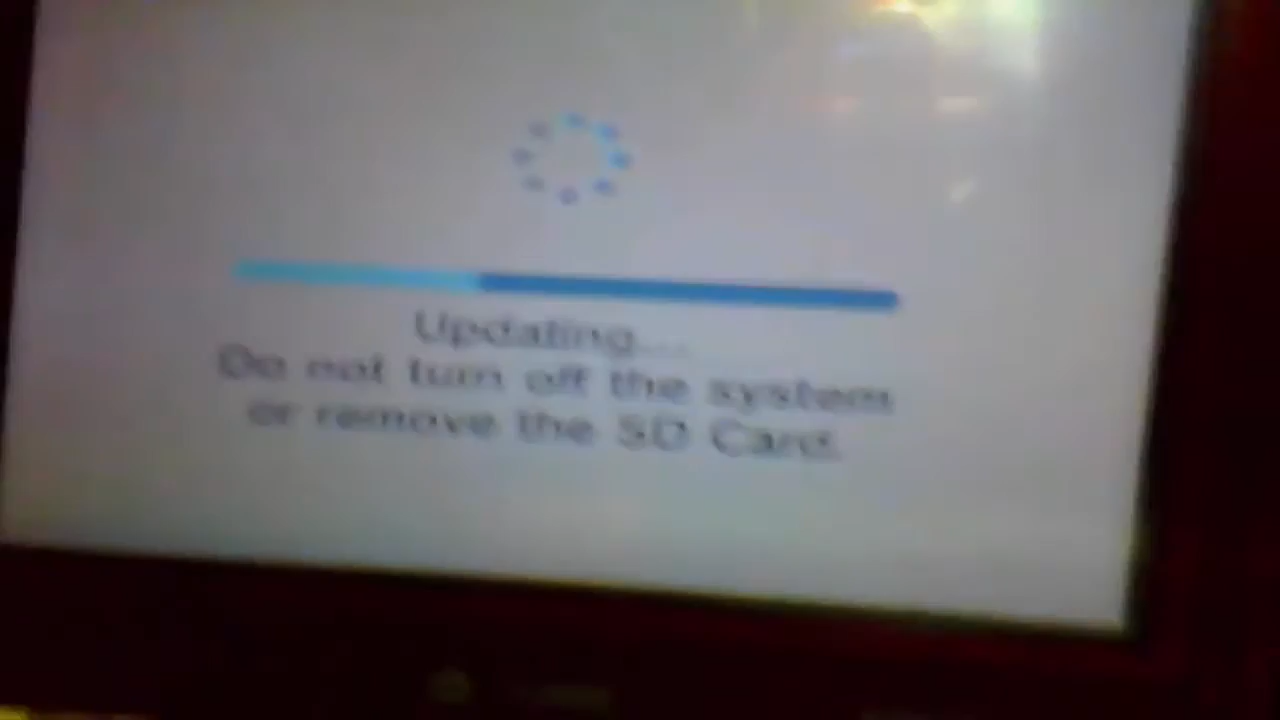 Updating...
Do not turn off the system
or remove the SD Card.